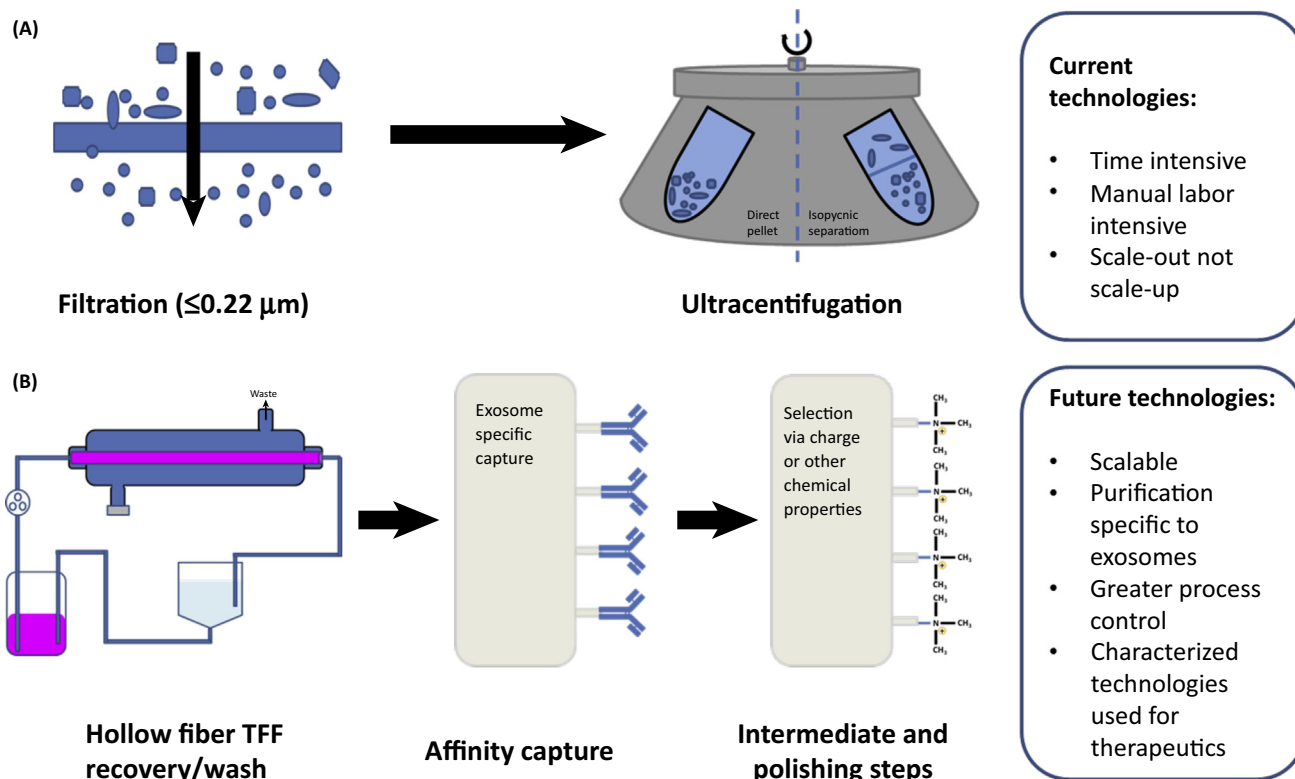 (A)
Direct
pellet
Isopycnic
separatiom
Filtration (≤0.22 μm)
Ultracentifugation
Current
technologies:
• Time intensive
• Manual labor
intensive
• Scale-out not
scale-up
(B)
Waste
Exosome
specific
capture
Selection
via charge
or other
chemical
properties
CH₃
N
+
CH₃
CH₃
CH₃
N
+
CH₃
CH₃
CH₃
N
+
CH₃
CH₃
CH₃
N
+
CH₃
CH₃
Hollow fiber TFF
recovery/wash
Affinity capture
Intermediate and
polishing steps
Future technologies:
• Scalable
• Purification
specific to
exosomes
• Greater process
control
• Characterized
technologies
used for
therapeutics